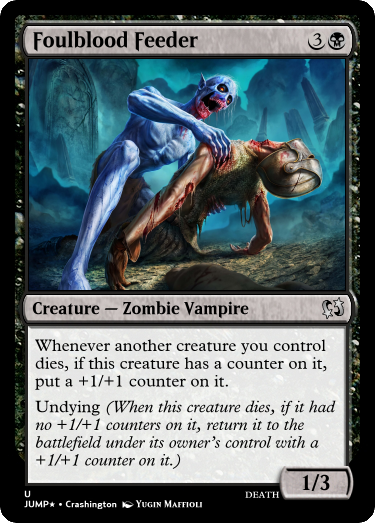 Foulblood Feeder 3
Creature — Zombie Vampire
Whenever another creature you control
dies, if this creature has a counter on it,
put a +1/+1 counter on it.
Undying (When this creature dies, if it had
no +1/+1 counters on it, return it to the
battlefield under its owner's control with a
+1/+1 counter on it.)
1/3
U DEATH
JUMP★ • Crashington Yugin Maffioli